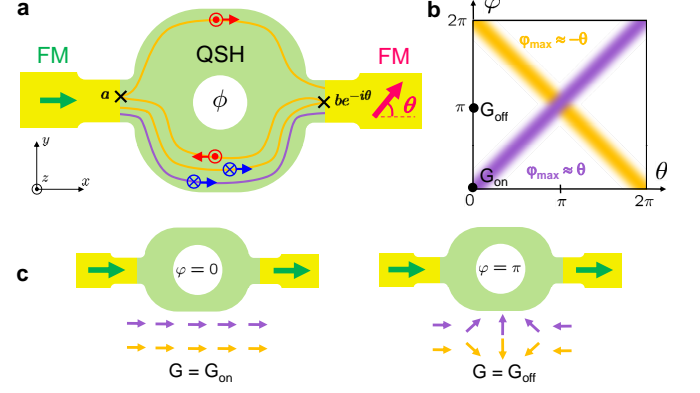 a
FM
QSH
FM
a
ϕ
be⁻ⁱᶿ
θ
y
z
x
b
φ
2π
φmax ≈ -θ
π
Goff
Gon
φmax ≈ θ
θ
0
π
2π
c
φ = 0
φ = π
G = Gon
G = Goff